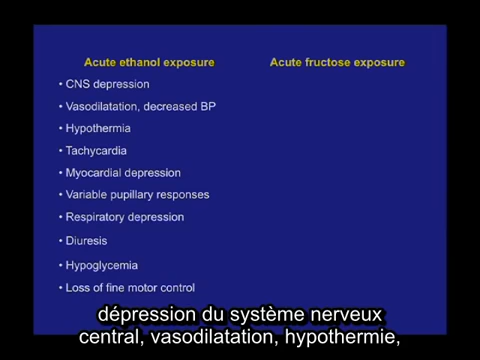 Acute ethanol exposure
Acute fructose exposure
• CNS depression
• Vasodilatation, decreased BP
• Hypothermia
• Tachycardia
• Myocardial depression
• Variable pupillary responses
• Respiratory depression
• Diuresis
• Hypoglycemia
• Loss of fine motor control
dépression du système nerveux
central, vasodilatation, hypothermie,